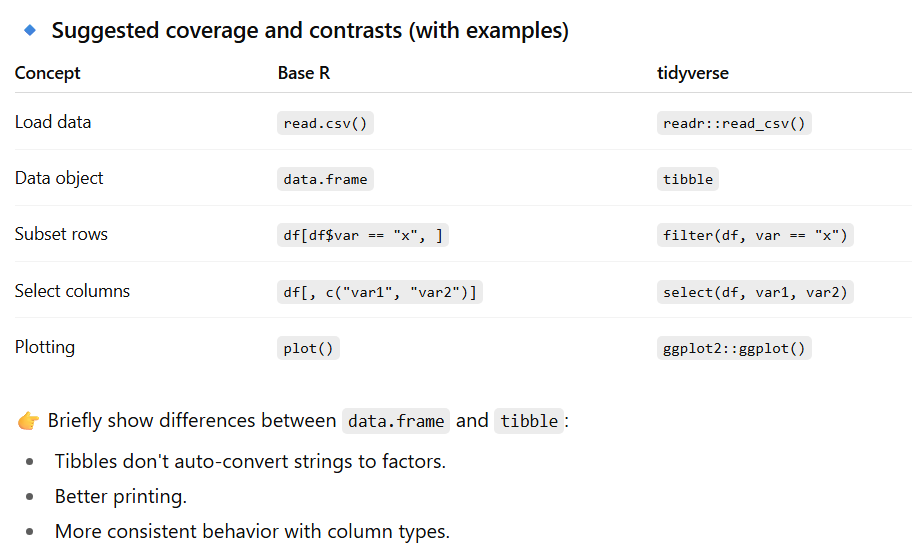 🔹 Suggested coverage and contrasts (with examples)
Concept Base R tidyverse
Load data read.csv() readr::read_csv()
Data object data.frame tibble
Subset rows df[df$var == "x", ] filter(df, var == "x")
Select columns df[, c("var1", "var2")] select(df, var1, var2)
Plotting plot() ggplot2::ggplot()
👉 Briefly show differences between data.frame and tibble:
• Tibbles don't auto-convert strings to factors.
• Better printing.
• More consistent behavior with column types.